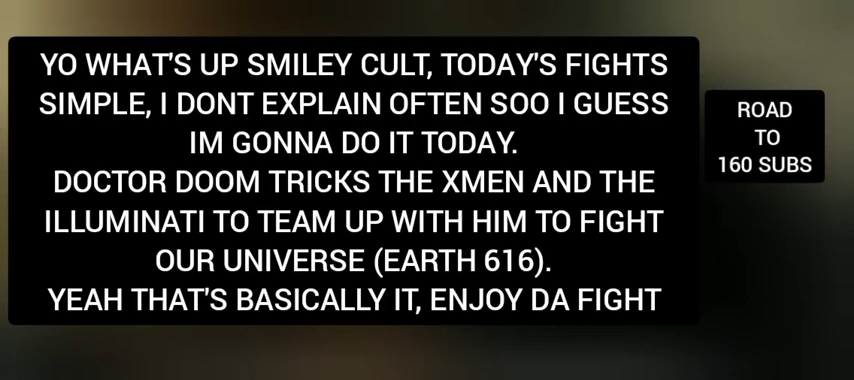 YO WHAT'S UP SMILEY CULT, TODAY'S FIGHTS
SIMPLE, I DONT EXPLAIN OFTEN SOO I GUESS
IM GONNA DO IT TODAY.
DOCTOR DOOM TRICKS THE XMEN AND THE
ILLUMINATI TO TEAM UP WITH HIM TO FIGHT
OUR UNIVERSE (EARTH 616).
YEAH THAT'S BASICALLY IT, ENJOY DA FIGHT
ROAD
TO
160 SUBS